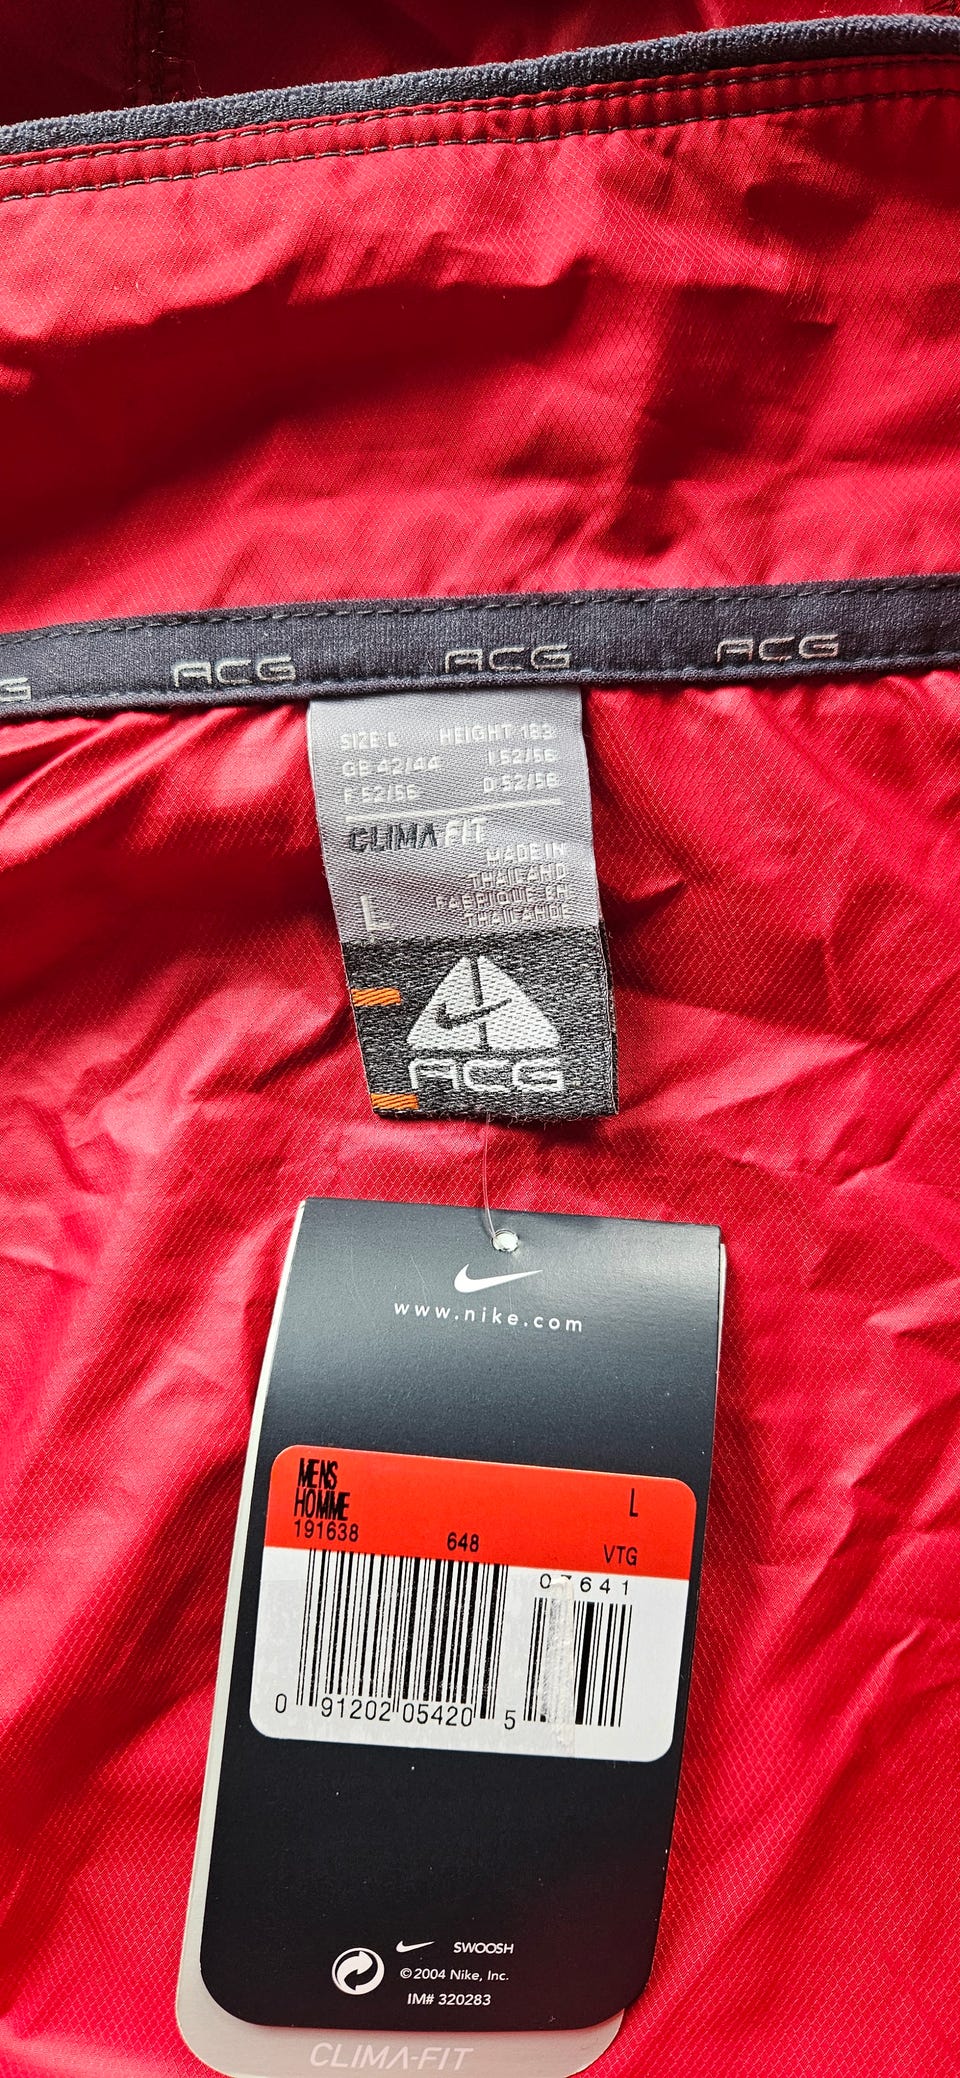 ACG ACG ACG
SIZE L HEIGHT 183
GB 42/44 I 52/56
F 52/56 D 52/56
CLIMA FIT
MADE IN
THAILAND
FABRIQUE EN
THAILANDE
L
ACG
www.nike.com
MENS
HOMME L
191638 648 VTG
641
0 91202 05420 5
SWOOSH
©2004 Nike, Inc.
IM# 320283
CLIMA-FIT